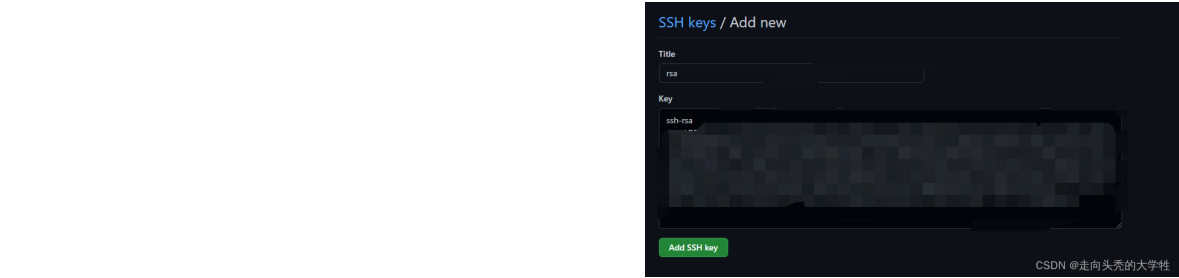 SSH keys / Add new
Title
rsa
Key
ssh-rsa
Add SSH key
CSDN @走向头秃的大学牲